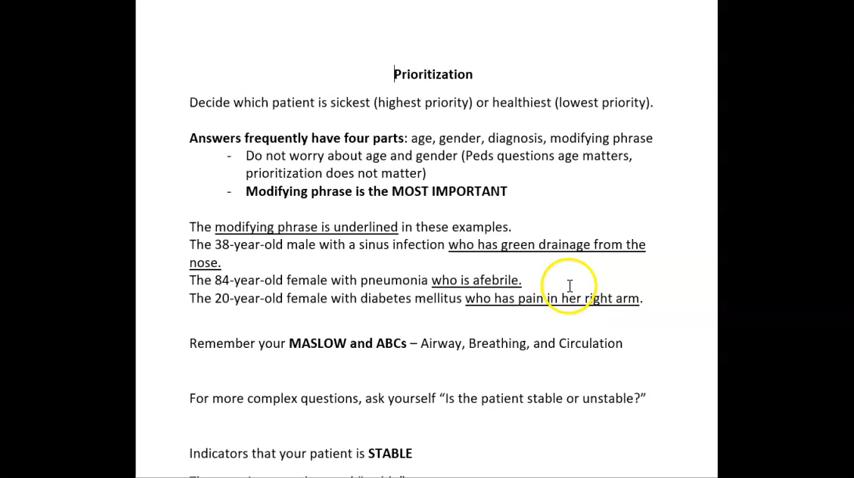 Prioritization
Decide which patient is sickest (highest priority) or healthiest (lowest priority).
Answers frequently have four parts: age, gender, diagnosis, modifying phrase
- Do not worry about age and gender (Peds questions age matters,
prioritization does not matter)
- Modifying phrase is the MOST IMPORTANT
The modifying phrase is underlined in these examples.
The 38-year-old male with a sinus infection who has green drainage from the
nose.
The 84-year-old female with pneumonia who is afebrile.
The 20-year-old female with diabetes mellitus who has pain in her right arm.
Remember your MASLOW and ABCs – Airway, Breathing, and Circulation
For more complex questions, ask yourself “Is the patient stable or unstable?”
Indicators that your patient is STABLE